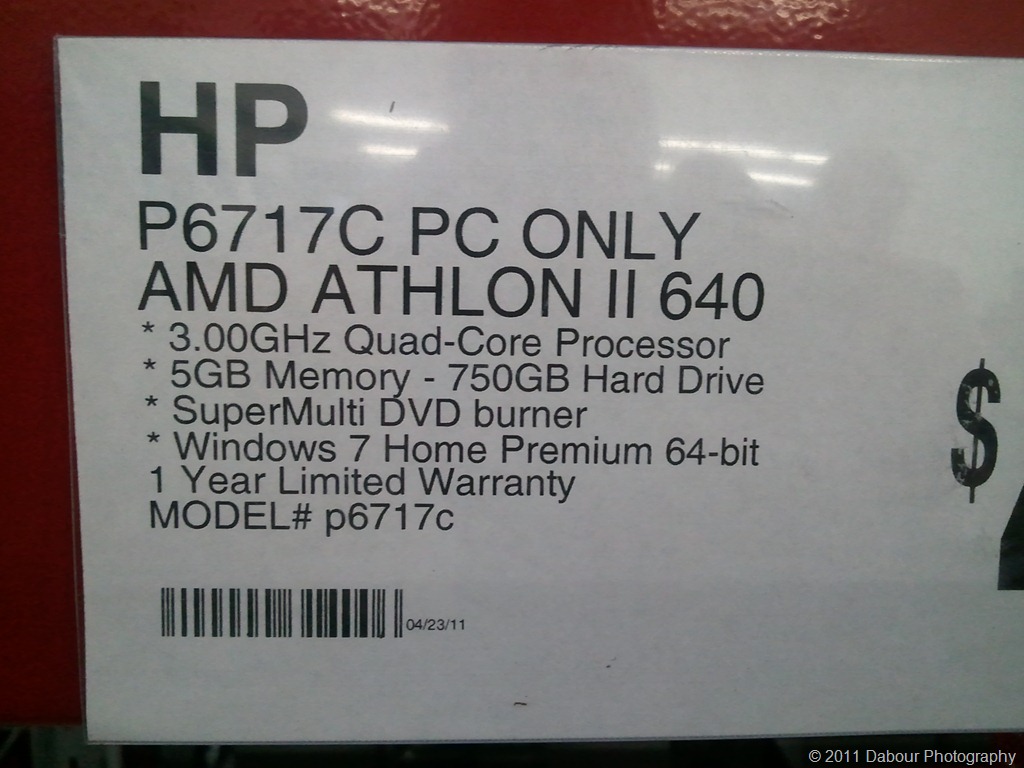 HP
P6717C PC ONLY
AMD ATHLON II 640
* 3.00GHz Quad-Core Processor
* 5GB Memory - 750GB Hard Drive
* SuperMulti DVD burner
* Windows 7 Home Premium 64-bit
1 Year Limited Warranty
MODEL# p6717c
$
04/23/11
© 2011 Dabour Photography